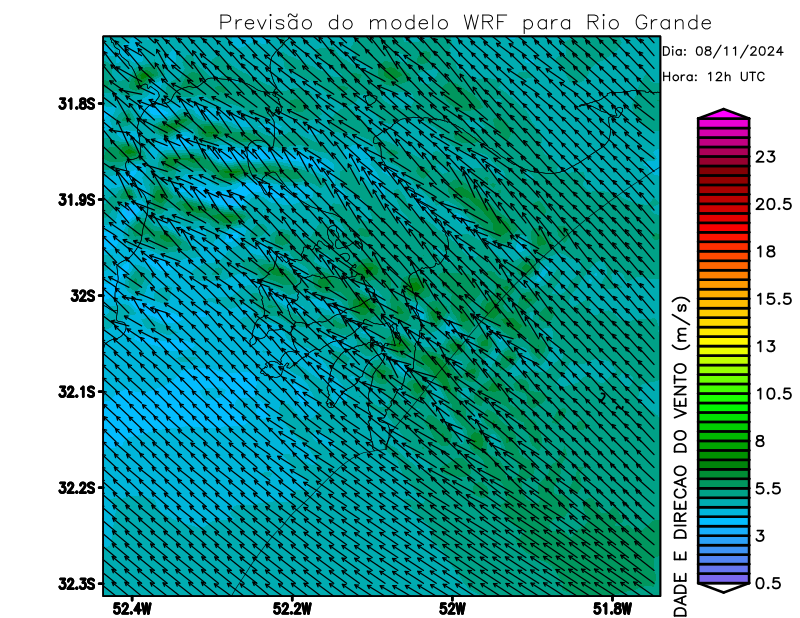 Previsão do modelo WRF para Rio Grande
Dia: 08/11/2024
Hora: 12h UTC
31.8S
31.9S
32S
32.1S
32.2S
32.3S
52.4W
52.2W
52W
51.8W
DADE E DIRECAO DO VENTO (m/s)
23
20.5
18
15.5
13
10.5
8
5.5
3
0.5